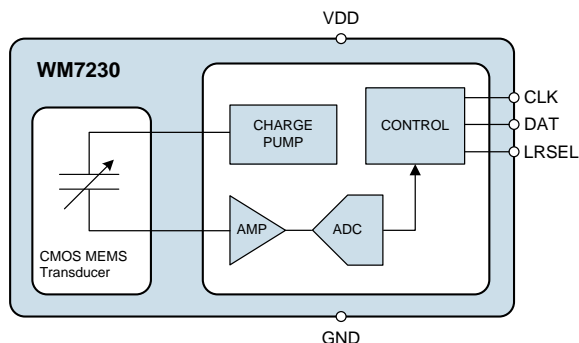 VDD
WM7230
CLK
DAT
LRSEL
CHARGE
PUMP
CONTROL
AMP
ADC
CMOS MEMS
Transducer
GND